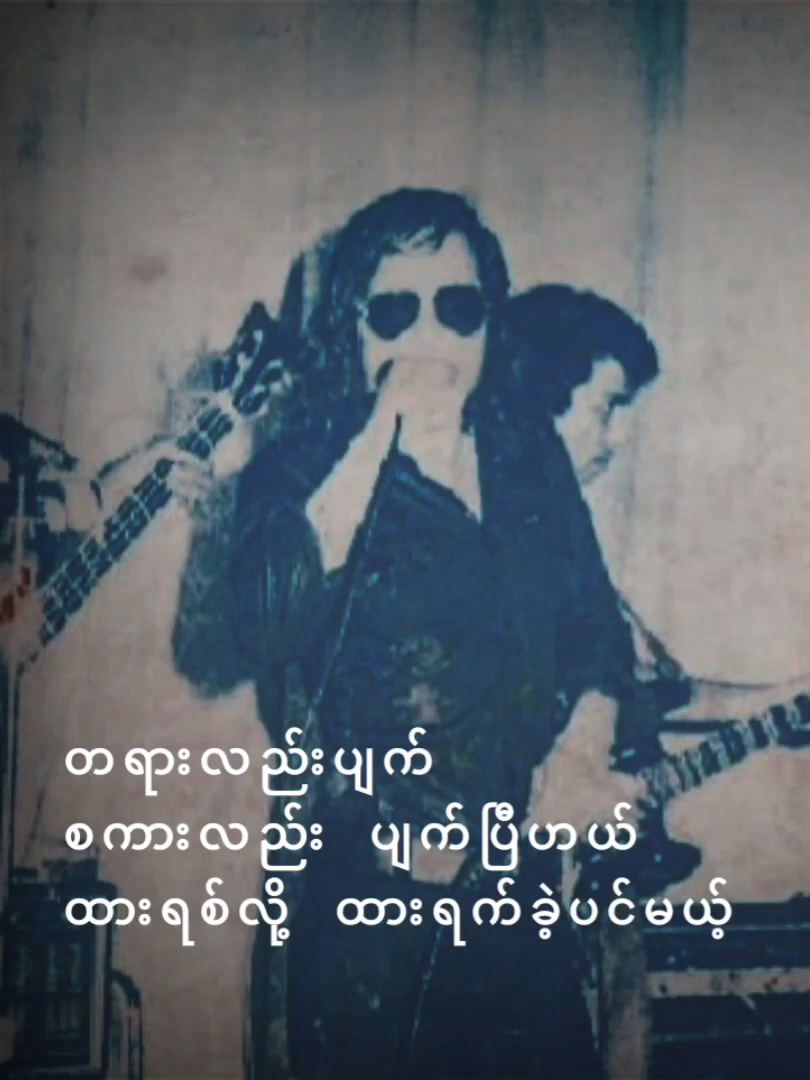 တရားလည်းပျက်
စကားလည်း ပျက်ပြီဟယ်
ထားရစ်လို့ ထားရက်ခဲ့ပင်မယ့်